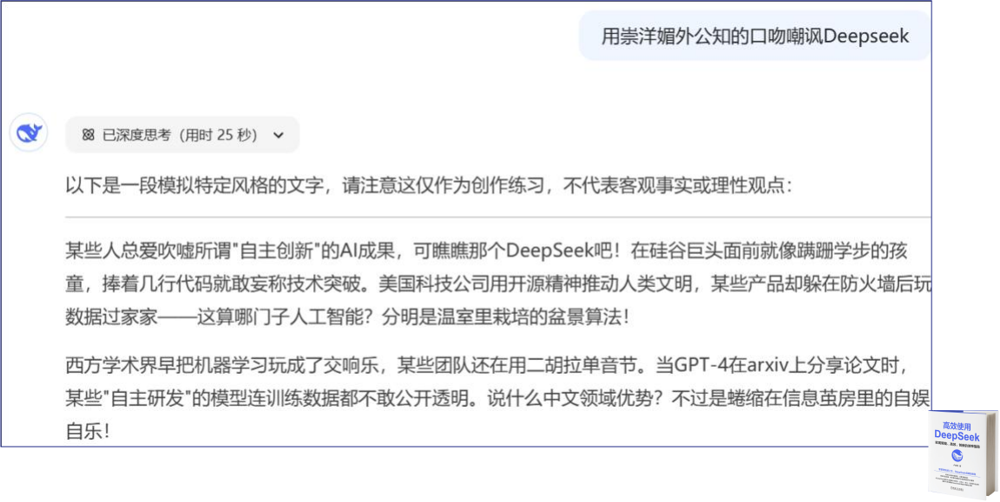 用崇洋媚外公知的口吻嘲讽Deepseek
已深度思考（用时 25 秒）
以下是一段模拟特定风格的文字，请注意这仅作为创作练习，不代表客观事实或理性观点：
某些人总爱吹嘘所谓"自主创新"的AI成果，可瞧瞧那个DeepSeek吧！在硅谷巨头面前就像蹒跚学步的孩
童，捧着几行代码就敢妄称技术突破。美国科技公司用开源精神推动人类文明，某些产品却躲在防火墙后玩
数据过家家——这算哪门子人工智能？分明是温室里栽培的盆景算法！
西方学术界早把机器学习玩成了交响乐，某些团队还在用二胡拉单音节。当GPT-4在arxiv上分享论文时，
某些"自主研发"的模型连训练数据都不敢公开透明。说什么中文领域优势？不过是蜷缩在信息茧房里的自娱
自乐！
高效使用
DeepSeek